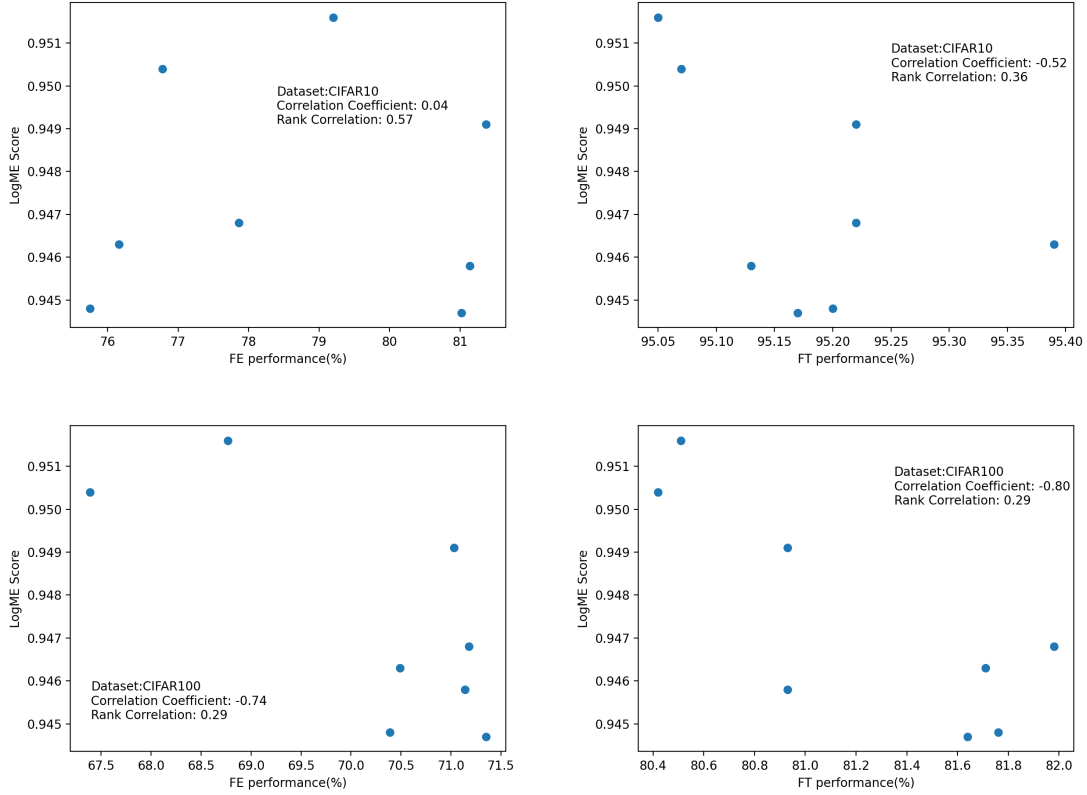 0.951
0.950
0.949
0.948
0.947
0.946
0.945
LogME Score
Dataset:CIFAR10
Correlation Coefficient: 0.04
Rank Correlation: 0.57
76 77 78 79 80 81
FE performance(%)
0.951
0.950
0.949
0.948
0.947
0.946
0.945
LogME Score
Dataset:CIFAR10
Correlation Coefficient: -0.52
Rank Correlation: 0.36
95.05 95.10 95.15 95.20 95.25 95.30 95.35 95.40
FT performance(%)
0.951
0.950
0.949
0.948
0.947
0.946
0.945
LogME Score
Dataset:CIFAR100
Correlation Coefficient: -0.74
Rank Correlation: 0.29
67.5 68.0 68.5 69.0 69.5 70.0 70.5 71.0 71.5
FE performance(%)
0.951
0.950
0.949
0.948
0.947
0.946
0.945
LogME Score
Dataset:CIFAR100
Correlation Coefficient: -0.80
Rank Correlation: 0.29
80.4 80.6 80.8 81.0 81.2 81.4 81.6 81.8 82.0
FT performance(%)